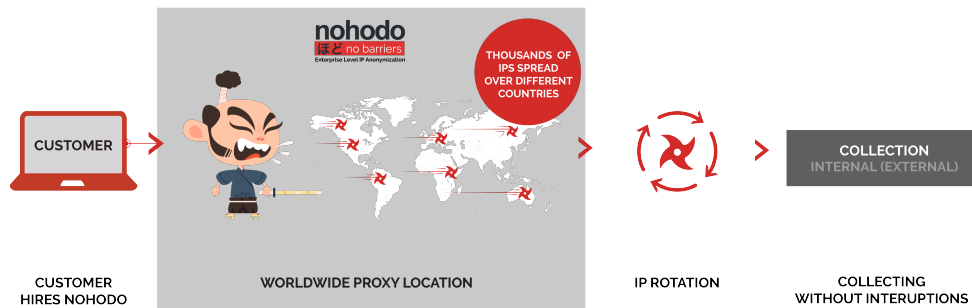 nohodo
ほど no barriers
Enterprise Level IP Anonymization
THOUSANDS OF
IPS SPREAD
OVER DIFFERENT
COUNTRIES
CUSTOMER
COLLECTION
INTERNAL (EXTERNAL)
CUSTOMER
HIRES NOHODO
WORLDWIDE PROXY LOCATION
IP ROTATION
COLLECTING
WITHOUT INTERUPTIONS